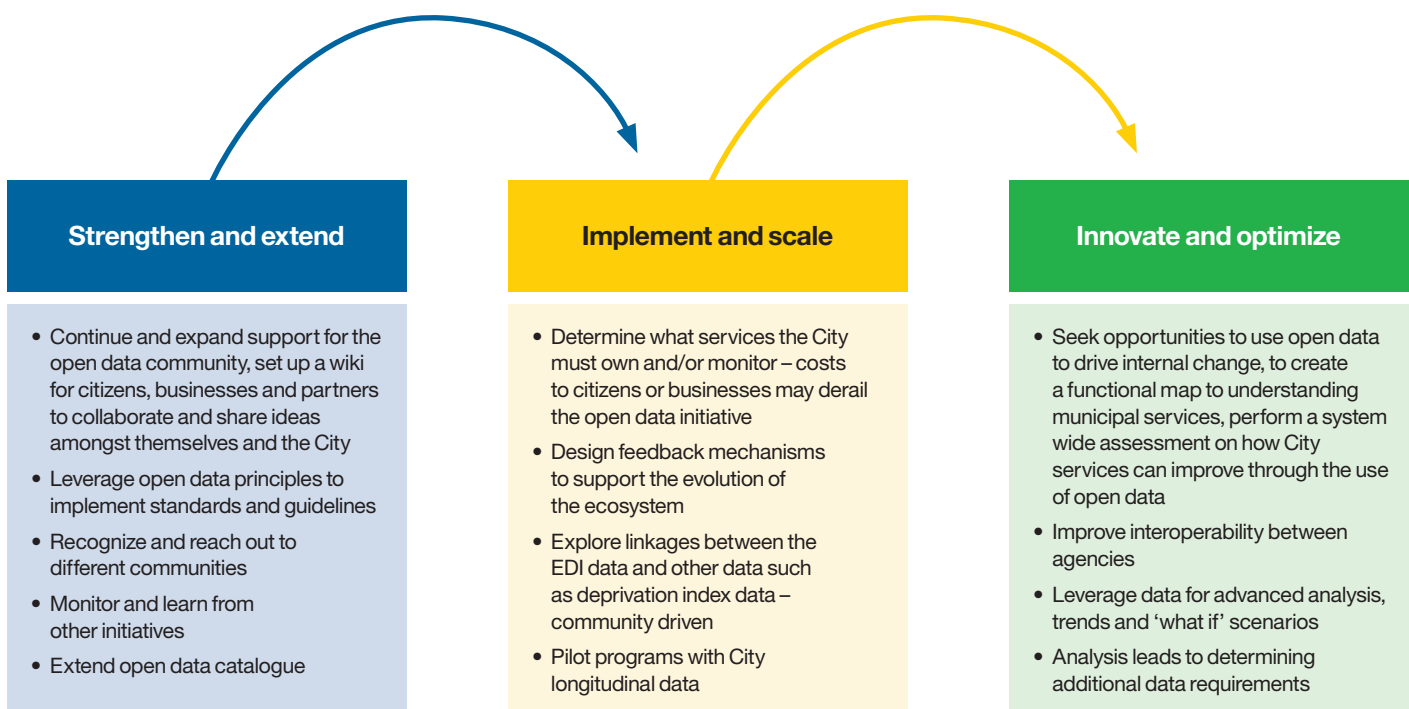 Strengthen and extend
• Continue and expand support for the
open data community, set up a wiki
for citizens, businesses and partners
to collaborate and share ideas
amongst themselves and the City
• Leverage open data principles to
implement standards and guidelines
• Recognize and reach out to
different communities
• Monitor and learn from
other initiatives
• Extend open data catalogue
Implement and scale
• Determine what services the City
must own and/or monitor – costs
to citizens or businesses may derail
the open data initiative
• Design feedback mechanisms
to support the evolution of
the ecosystem
• Explore linkages between the
EDI data and other data such
as deprivation index data –
community driven
• Pilot programs with City
longitudinal data
Innovate and optimize
• Seek opportunities to use open data
to drive internal change, to create
a functional map to understanding
municipal services, perform a system
wide assessment on how City
services can improve through the use
of open data
• Improve interoperability between
agencies
• Leverage data for advanced analysis,
trends and ‘what if’ scenarios
• Analysis leads to determining
additional data requirements